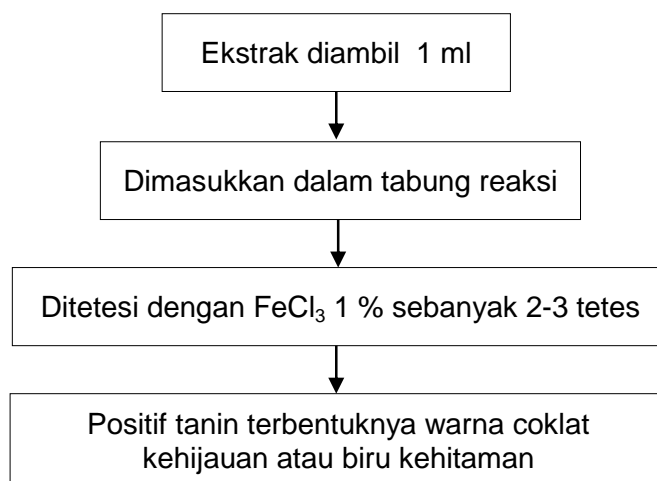 Ekstrak diambil  1 ml
Dimasukkan dalam tabung reaksi
Ditetesi dengan FeCl₃ 1 % sebanyak 2-3 tetes
Positif tanin terbentuknya warna coklat
kehijauan atau biru kehitaman